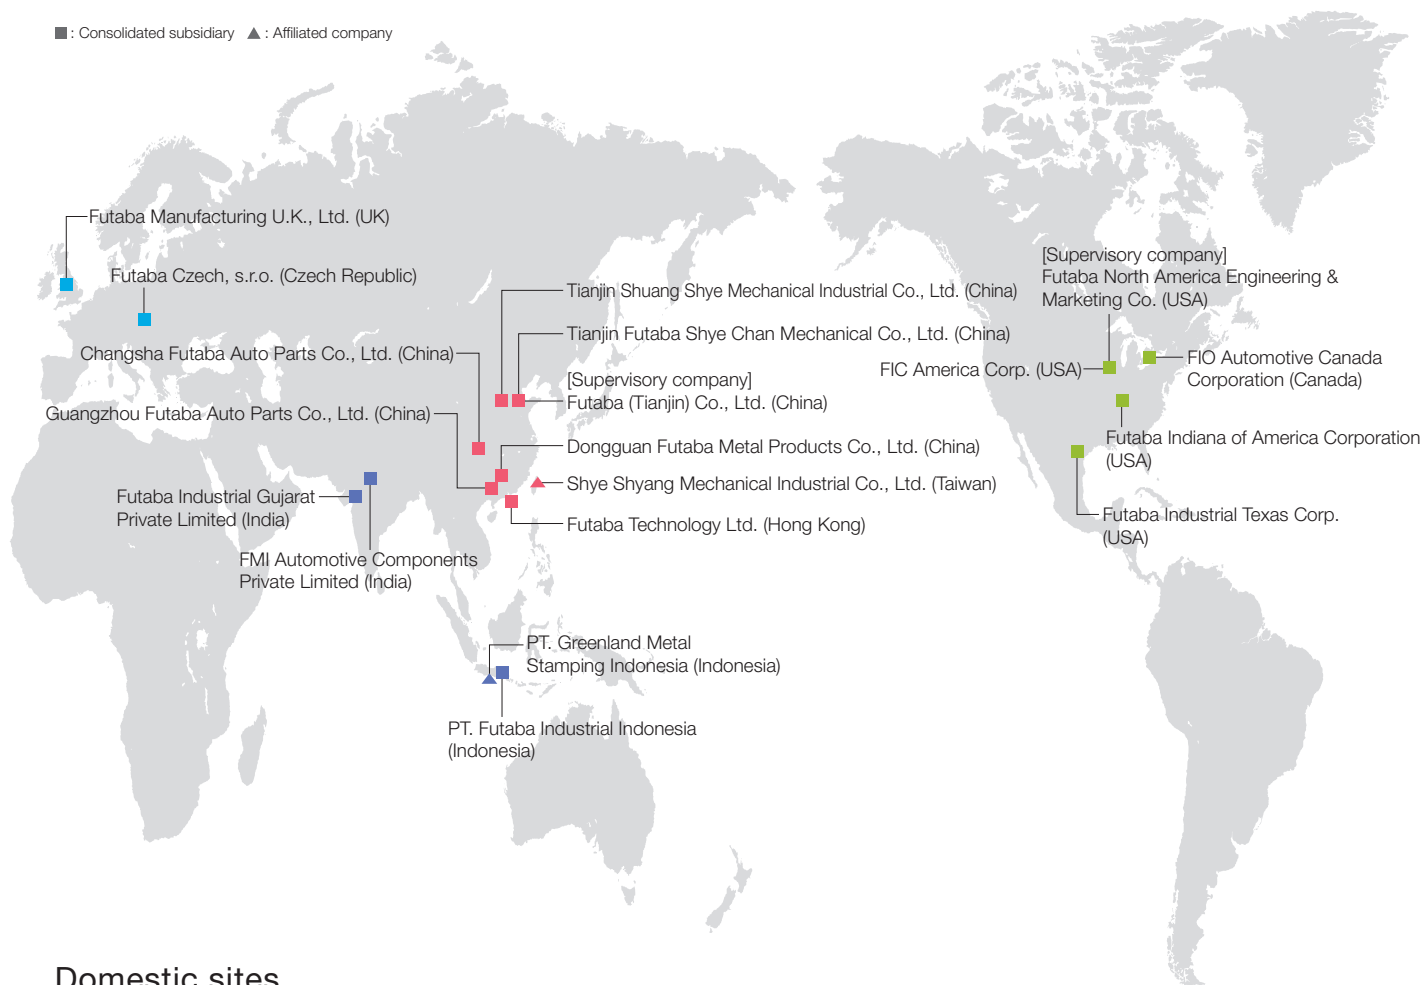 ■ : Consolidated subsidiary ▲ : Affiliated company
Futaba Manufacturing U.K., Ltd. (UK)
Futaba Czech, s.r.o. (Czech Republic)
Changsha Futaba Auto Parts Co., Ltd. (China)
Guangzhou Futaba Auto Parts Co., Ltd. (China)
Tianjin Shuang Shye Mechanical Industrial Co., Ltd. (China)
Tianjin Futaba Shye Chan Mechanical Co., Ltd. (China)
[Supervisory company]
Futaba (Tianjin) Co., Ltd. (China)
Dongguan Futaba Metal Products Co., Ltd. (China)
Shye Shyang Mechanical Industrial Co., Ltd. (Taiwan)
Futaba Technology Ltd. (Hong Kong)
Futaba Industrial Gujarat
Private Limited (India)
FMI Automotive Components
Private Limited (India)
PT. Greenland Metal
Stamping Indonesia (Indonesia)
PT. Futaba Industrial Indonesia
(Indonesia)
[Supervisory company]
Futaba North America Engineering &
Marketing Co. (USA)
FIC America Corp. (USA)
FIO Automotive Canada
Corporation (Canada)
Futaba Indiana of America Corporation
(USA)
Futaba Industrial Texas Corp.
(USA)
Domestic sites